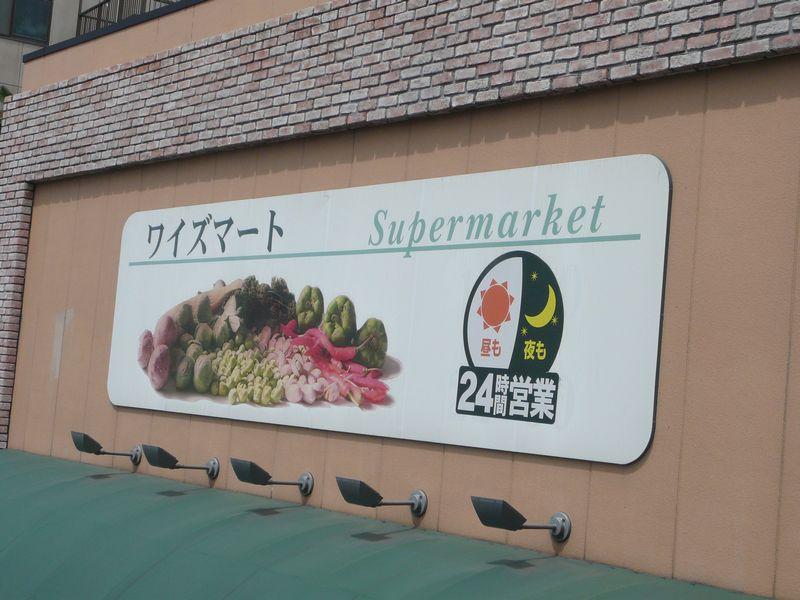 ワイズマート
Supermarket
昼も 夜も
24時間営業